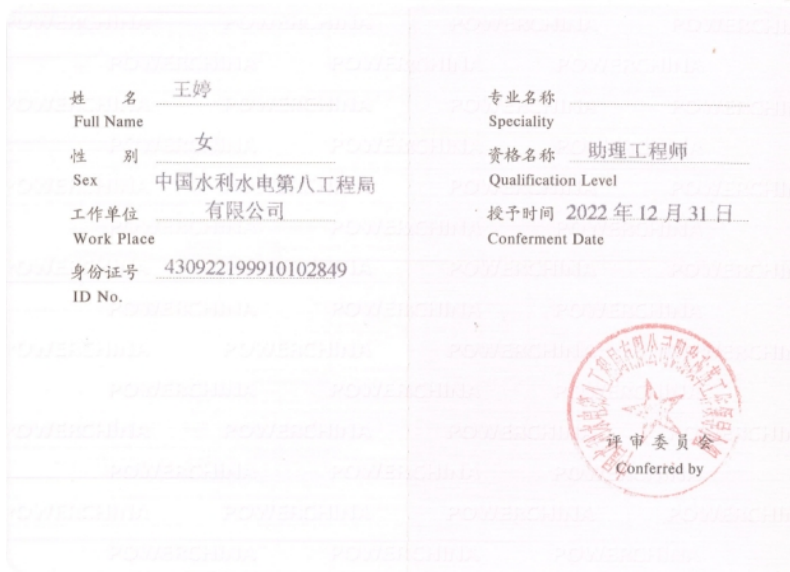 姓 名 王婷
Full Name
性 别 女
Sex
工作单位 中国水利水电第八工程局
有限公司
Work Place
身份证号 430922199910102849
ID No.
专业名称
Speciality
资格名称 助理工程师
Qualification Level
授予时间 2022 年 12 月 31 日
Conferment Date
评审委员会
Conferred by